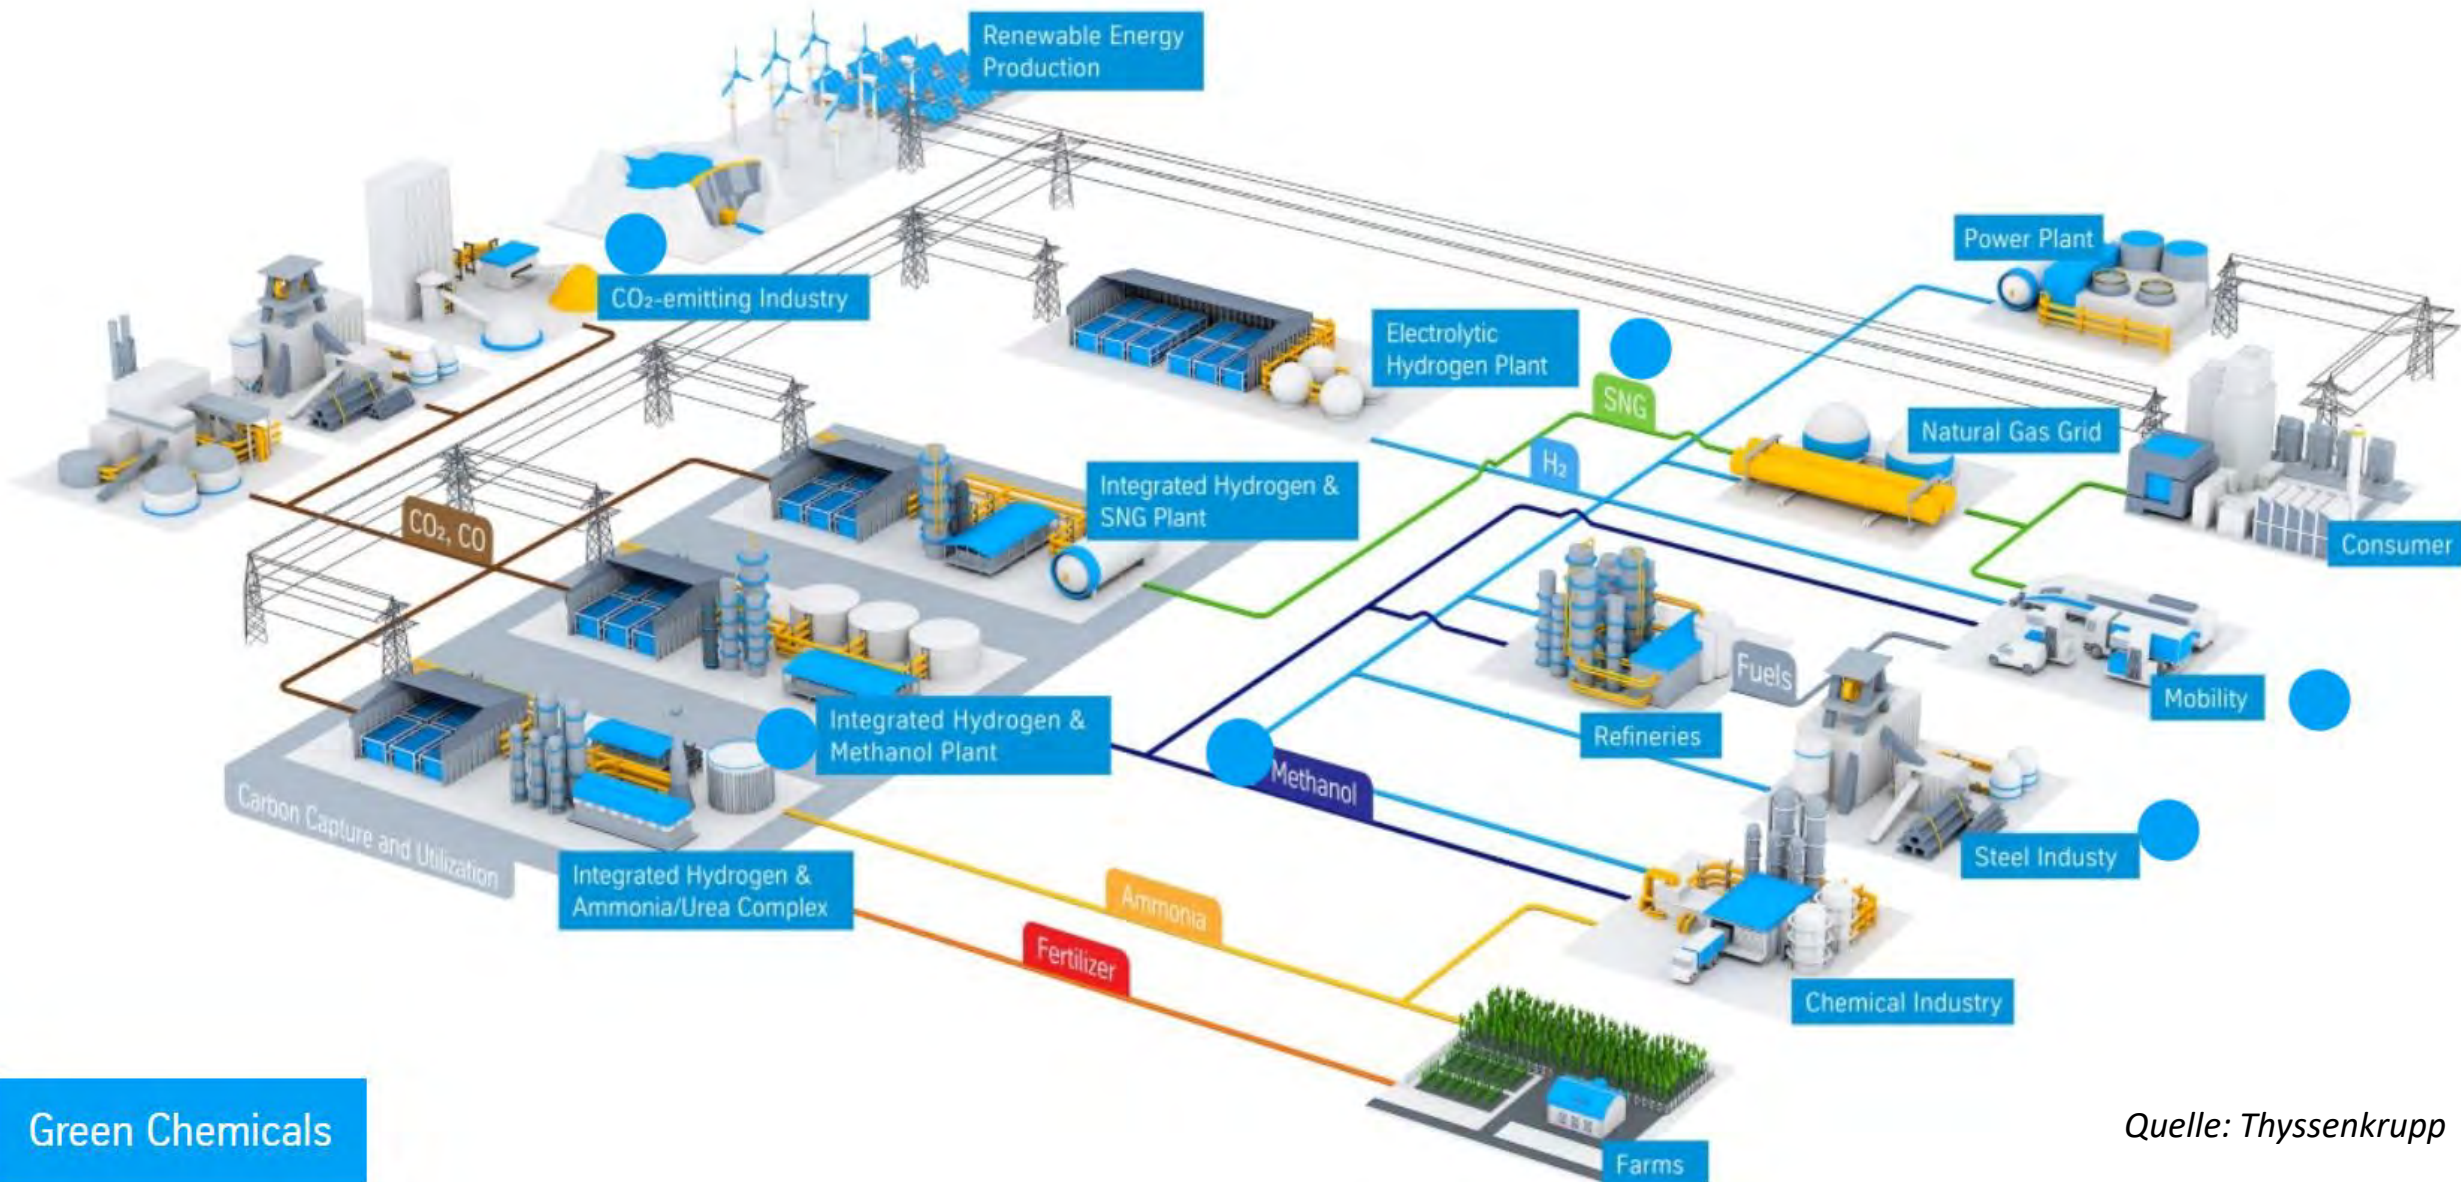 Renewable Energy
Production
Power Plant
CO₂-emitting Industry
Electrolytic
Hydrogen Plant
SNG
Natural Gas Grid
H₂
Integrated Hydrogen &
SNG Plant
CO₂, CO
Consumer
Fuels
Mobility
Integrated Hydrogen &
Methanol Plant
Refineries
Methanol
Carbon Capture and Utilization
Steel Industy
Integrated Hydrogen &
Ammonia/Urea Complex
Ammonia
Fertilizer
Chemical Industry
Green Chemicals
Quelle: Thyssenkrupp
Farms